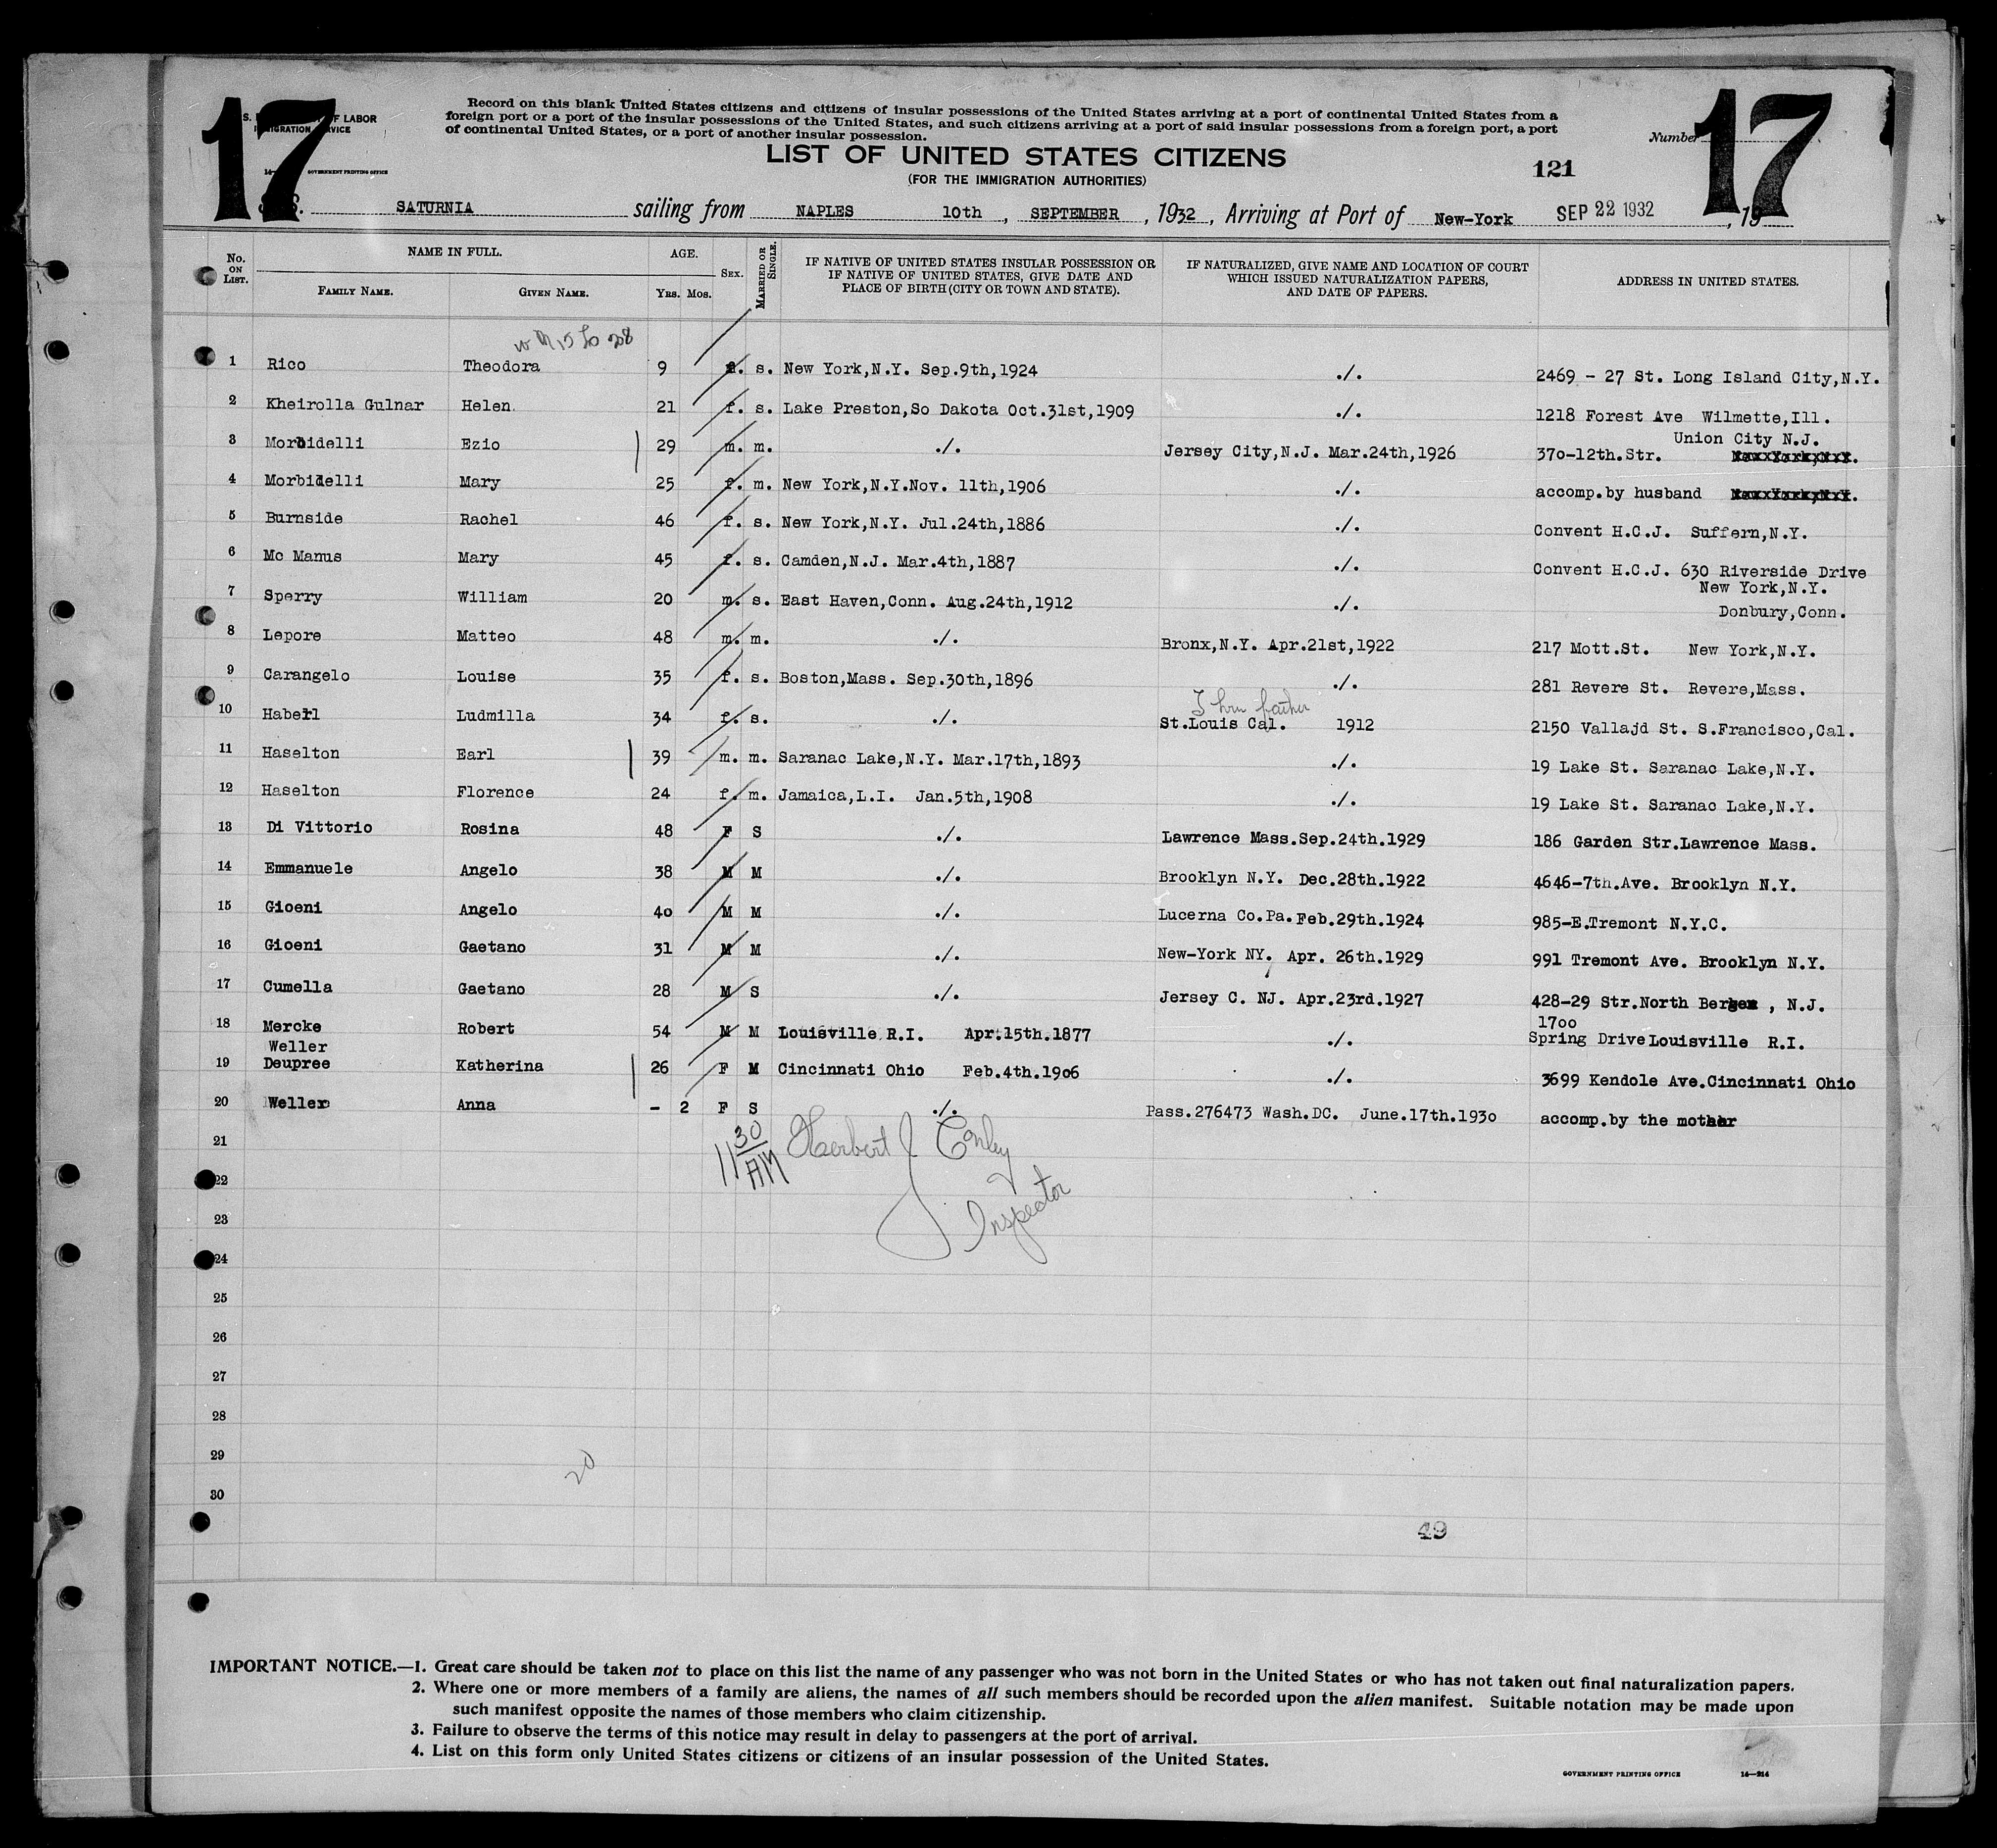 17
17
S. F LABOR
IMMIGRATION SERVICE
GOVERNMENT PRINTING OFFICE
Record on this blank United States citizens and citizens of insular possessions of the United States arriving at a port of continental United States from a
foreign port or a port of the insular possessions of the United States, and such citizens arriving at a port of said insular possessions from a foreign port, a port
of continental United States, or a port of another insular possession.
Number
LIST OF UNITED STATES CITIZENS
(FOR THE IMMIGRATION AUTHORITIES)
121
S. SATURNIA sailing from NAPLES 10th , SEPTEMBER , 1932 , Arriving at Port of New-York SEP 22 1932 , 19
No. ON LIST. NAME IN FULL. FAMILY NAME. GIVEN NAME. AGE. YRS. MOS. SEX. MARRIED OR SINGLE. IF NATIVE OF UNITED STATES INSULAR POSSESSION OR IF NATIVE OF UNITED STATES, GIVE DATE AND PLACE OF BIRTH (CITY OR TOWN AND STATE). IF NATURALIZED, GIVE NAME AND LOCATION OF COURT WHICH ISSUED NATURALIZATION PAPERS, AND DATE OF PAPERS. ADDRESS IN UNITED STATES.
1 Rico Theodora 9 f. s. New York,N.Y. Sep.9th,1924 ./. 2469 - 27 St. Long Island City,N.Y.
2 Kheirolla Gulnar Helen 21 f. s. Lake Preston,So Dakota Oct.31st,1909 ./. 1218 Forest Ave Wilmette,Ill.
Union City N.J.
3 Morbidelli Ezio 29 m. m. ./. Jersey City,N.J. Mar.24th,1926 370-12th.Str.
4 Morbidelli Mary 25 f. m. New York,N.Y.Nov. 11th,1906 ./. accomp.by husband
5 Burnside Rachel 46 f. s. New York,N.Y. Jul.24th,1886 ./. Convent H.C.J. Suffern,N.Y.
6 Mc Manus Mary 45 f. s. Camden,N.J. Mar.4th,1887 ./. Convent H.C.J. 630 Riverside Drive
New York,N.Y.
7 Sperry William 20 m. s. East Haven,Conn. Aug.24th,1912 ./. Donbury,Conn.
8 Lepore Matteo 48 m. m. ./. Bronx,N.Y. Apr.21st,1922 217 Mott.St. New York,N.Y.
9 Carangelo Louise 35 f. s. Boston,Mass. Sep.30th,1896 ./. 281 Revere St. Revere,Mass.
father
10 Haberl Ludmilla 34 f. s. ./. St.Louis Cal. 1912 2150 Vallajd St. S.Francisco,Cal.
11 Haselton Earl 39 m. m. Saranac Lake,N.Y. Mar.17th,1893 ./. 19 Lake St. Saranac Lake,N.Y.
12 Haselton Florence 24 f. m. Jamaica,L.I. Jan.5th,1908 ./. 19 Lake St. Saranac Lake,N.Y.
13 Di Vittorio Rosina 48 F S ./. Lawrence Mass.Sep.24th.1929 186 Garden Str.Lawrence Mass.
14 Emmanuele Angelo 38 M M ./. Brooklyn N.Y. Dec.28th.1922 4646-7th.Ave. Brooklyn N.Y.
15 Gioeni Angelo 40 M M ./. Lucerna Co.Pa.Feb.29th.1924 985-E.Tremont N.Y.C.
16 Gioeni Gaetano 31 M M ./. New-York NY. Apr. 26th.1929 991 Tremont Ave. Brooklyn N.Y.
17 Cumella Gaetano 28 M S ./. Jersey C. NJ. Apr.23rd.1927 428-29 Str.North Bergen , N.J.
1700
18 Mercke Robert 54 M M Louisville R.I. Apr.15th.1877 ./. Spring Drive Louisville R.I.
Weller
19 Deupree Katherina 26 F M Cincinnati Ohio Feb.4th.1906 ./. 3699 Kendole Ave.Cincinnati Ohio
20 Weller Anna - 2 F S ./. Pass.276473 Wash.DC. June.17th.1930 accomp.by the mother
21
11 30 AM Herbert J Conley
Inspector
22
23
24
25
26
27
28
29
20
30
49
IMPORTANT NOTICE.—1. Great care should be taken not to place on this list the name of any passenger who was not born in the United States or who has not taken out final naturalization papers.
2. Where one or more members of a family are aliens, the names of all such members should be recorded upon the alien manifest. Suitable notation may be made upon
such manifest opposite the names of those members who claim citizenship.
3. Failure to observe the terms of this notice may result in delay to passengers at the port of arrival.
4. List on this form only United States citizens or citizens of an insular possession of the United States.
GOVERNMENT PRINTING OFFICE 14—214